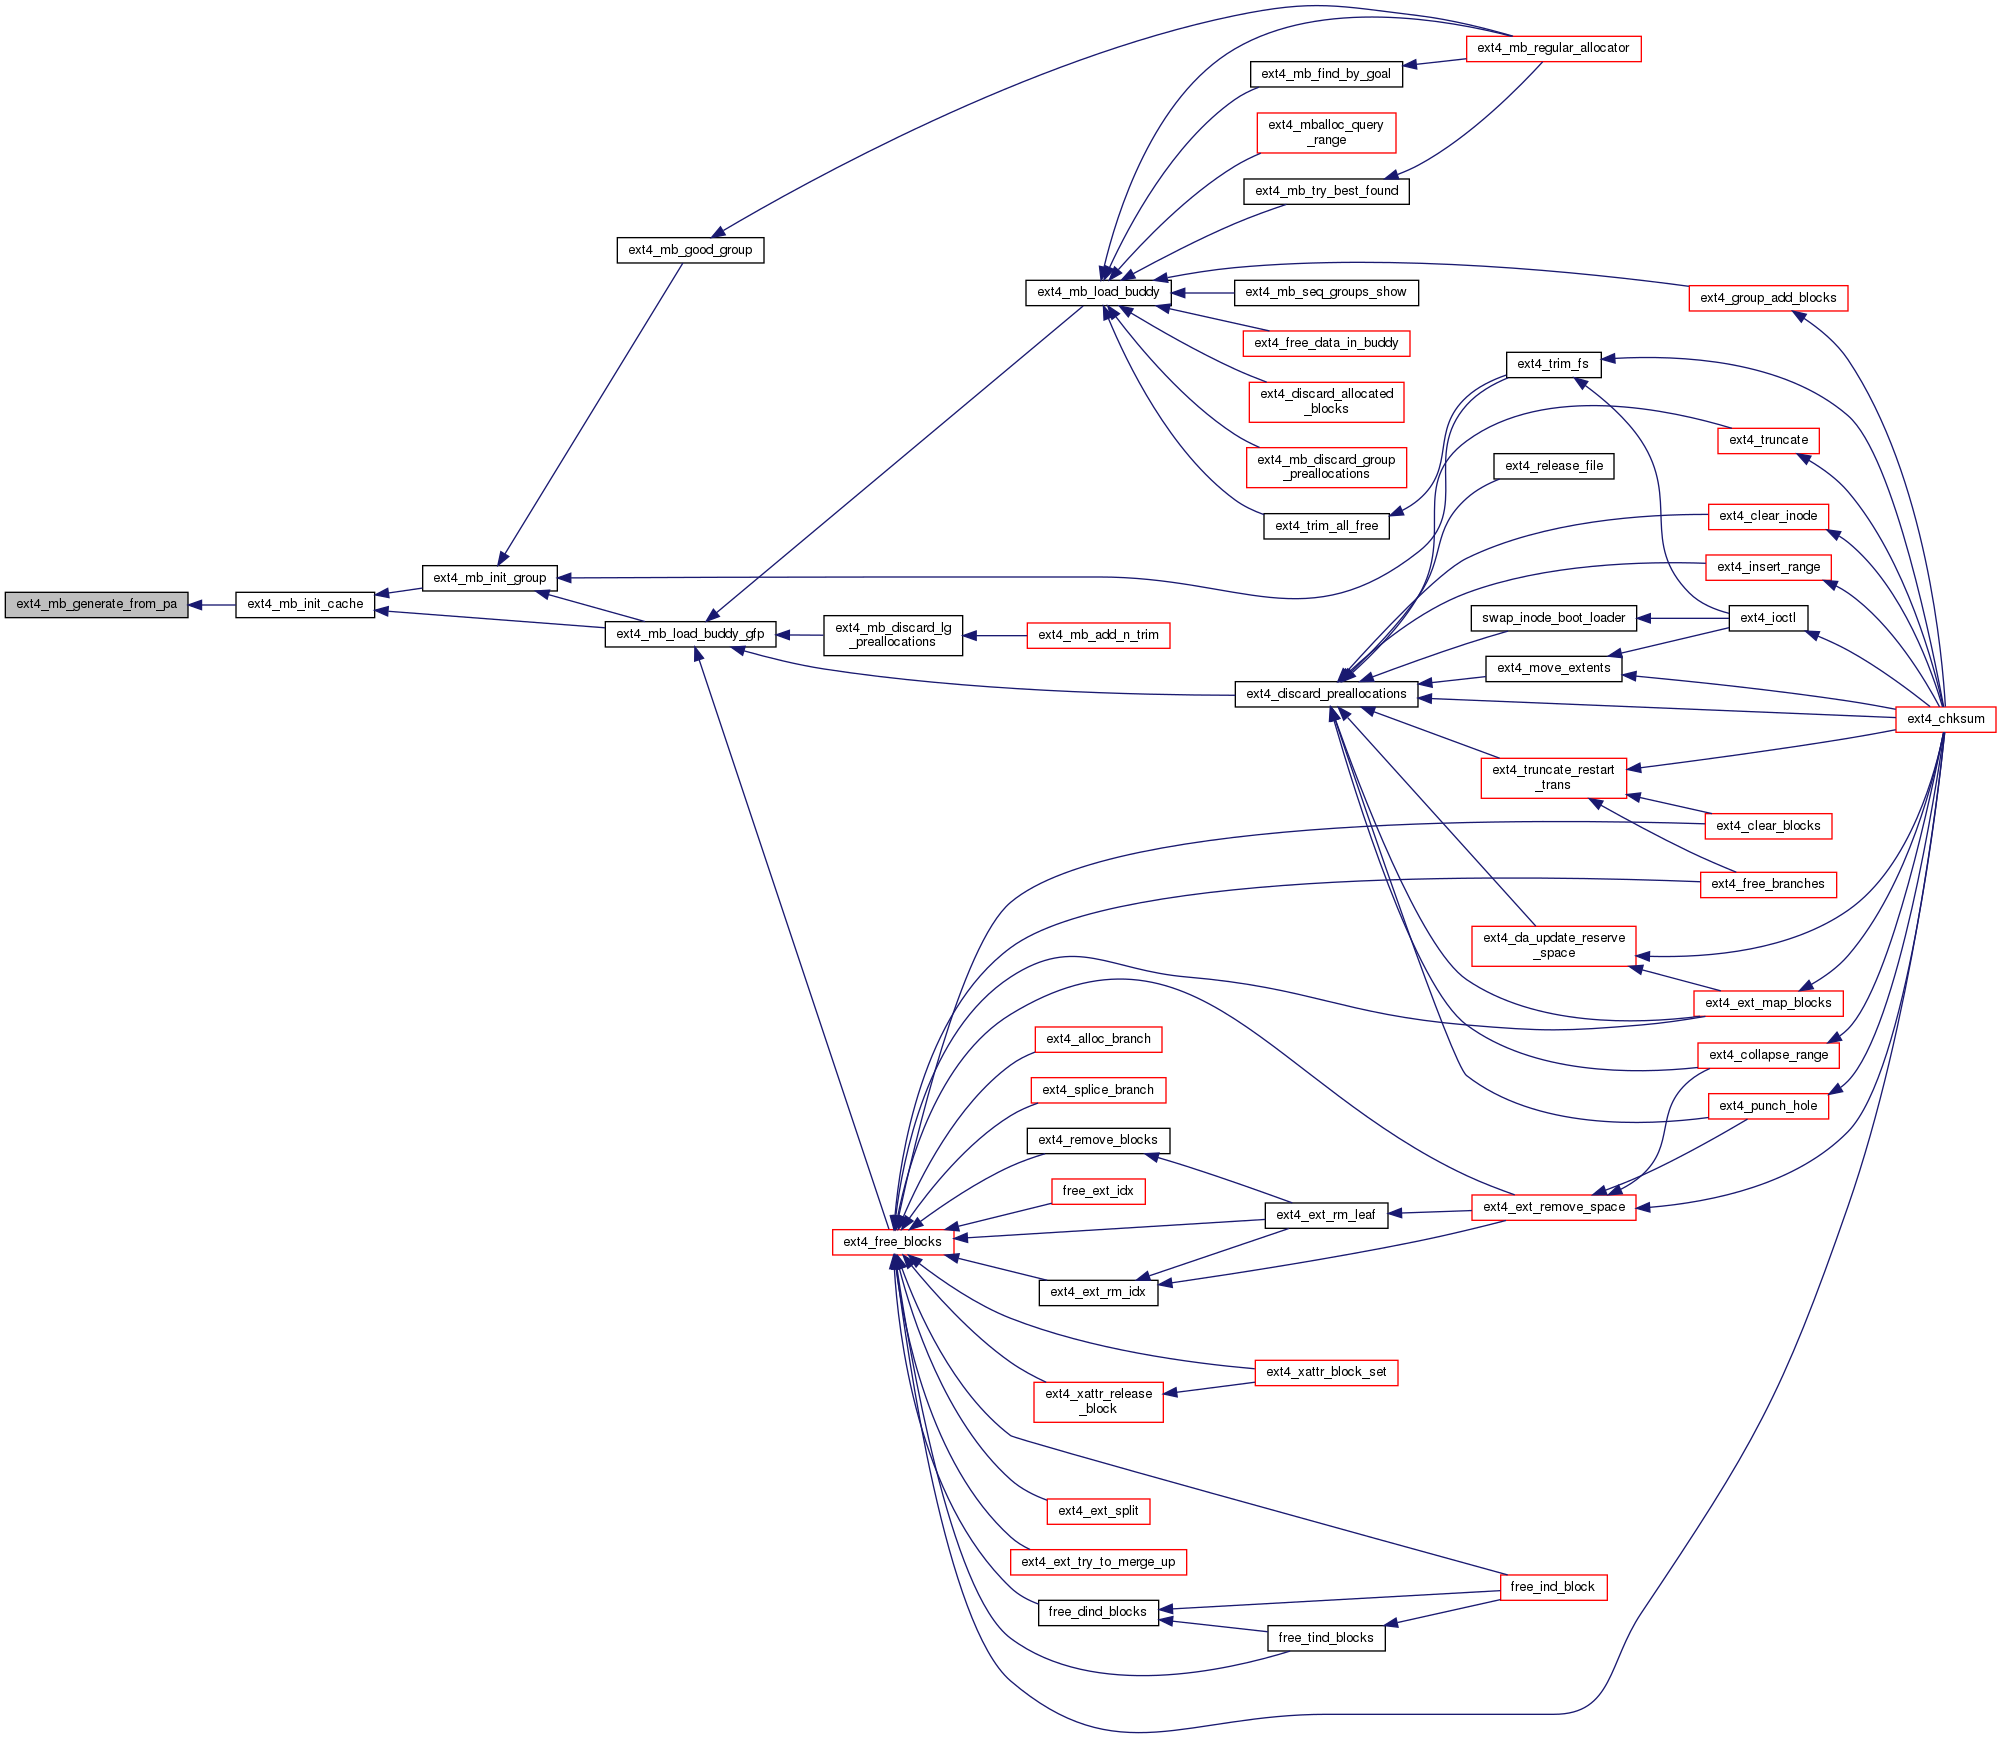 ext4_mb_regular_allocator
ext4_mb_find_by_goal
ext4_mballoc_query
_range
ext4_mb_try_best_found
ext4_mb_good_group
ext4_mb_load_buddy
ext4_mb_seq_groups_show
ext4_group_add_blocks
ext4_free_data_in_buddy
ext4_trim_fs
ext4_discard_allocated
_blocks
ext4_truncate
ext4_mb_discard_group
_preallocations
ext4_release_file
ext4_clear_inode
ext4_trim_all_free
ext4_insert_range
ext4_mb_init_group
ext4_mb_generate_from_pa
ext4_mb_init_cache
swap_inode_boot_loader
ext4_ioctl
ext4_mb_load_buddy_gfp
ext4_mb_discard_lg
_preallocations
ext4_mb_add_n_trim
ext4_move_extents
ext4_discard_preallocations
ext4_chksum
ext4_truncate_restart
_trans
ext4_clear_blocks
ext4_free_branches
ext4_da_update_reserve
_space
ext4_ext_map_blocks
ext4_alloc_branch
ext4_collapse_range
ext4_splice_branch
ext4_punch_hole
ext4_remove_blocks
free_ext_idx
ext4_ext_rm_leaf
ext4_ext_remove_space
ext4_free_blocks
ext4_ext_rm_idx
ext4_xattr_block_set
ext4_xattr_release
_block
ext4_ext_split
ext4_ext_try_to_merge_up
free_ind_block
free_dind_blocks
free_tind_blocks